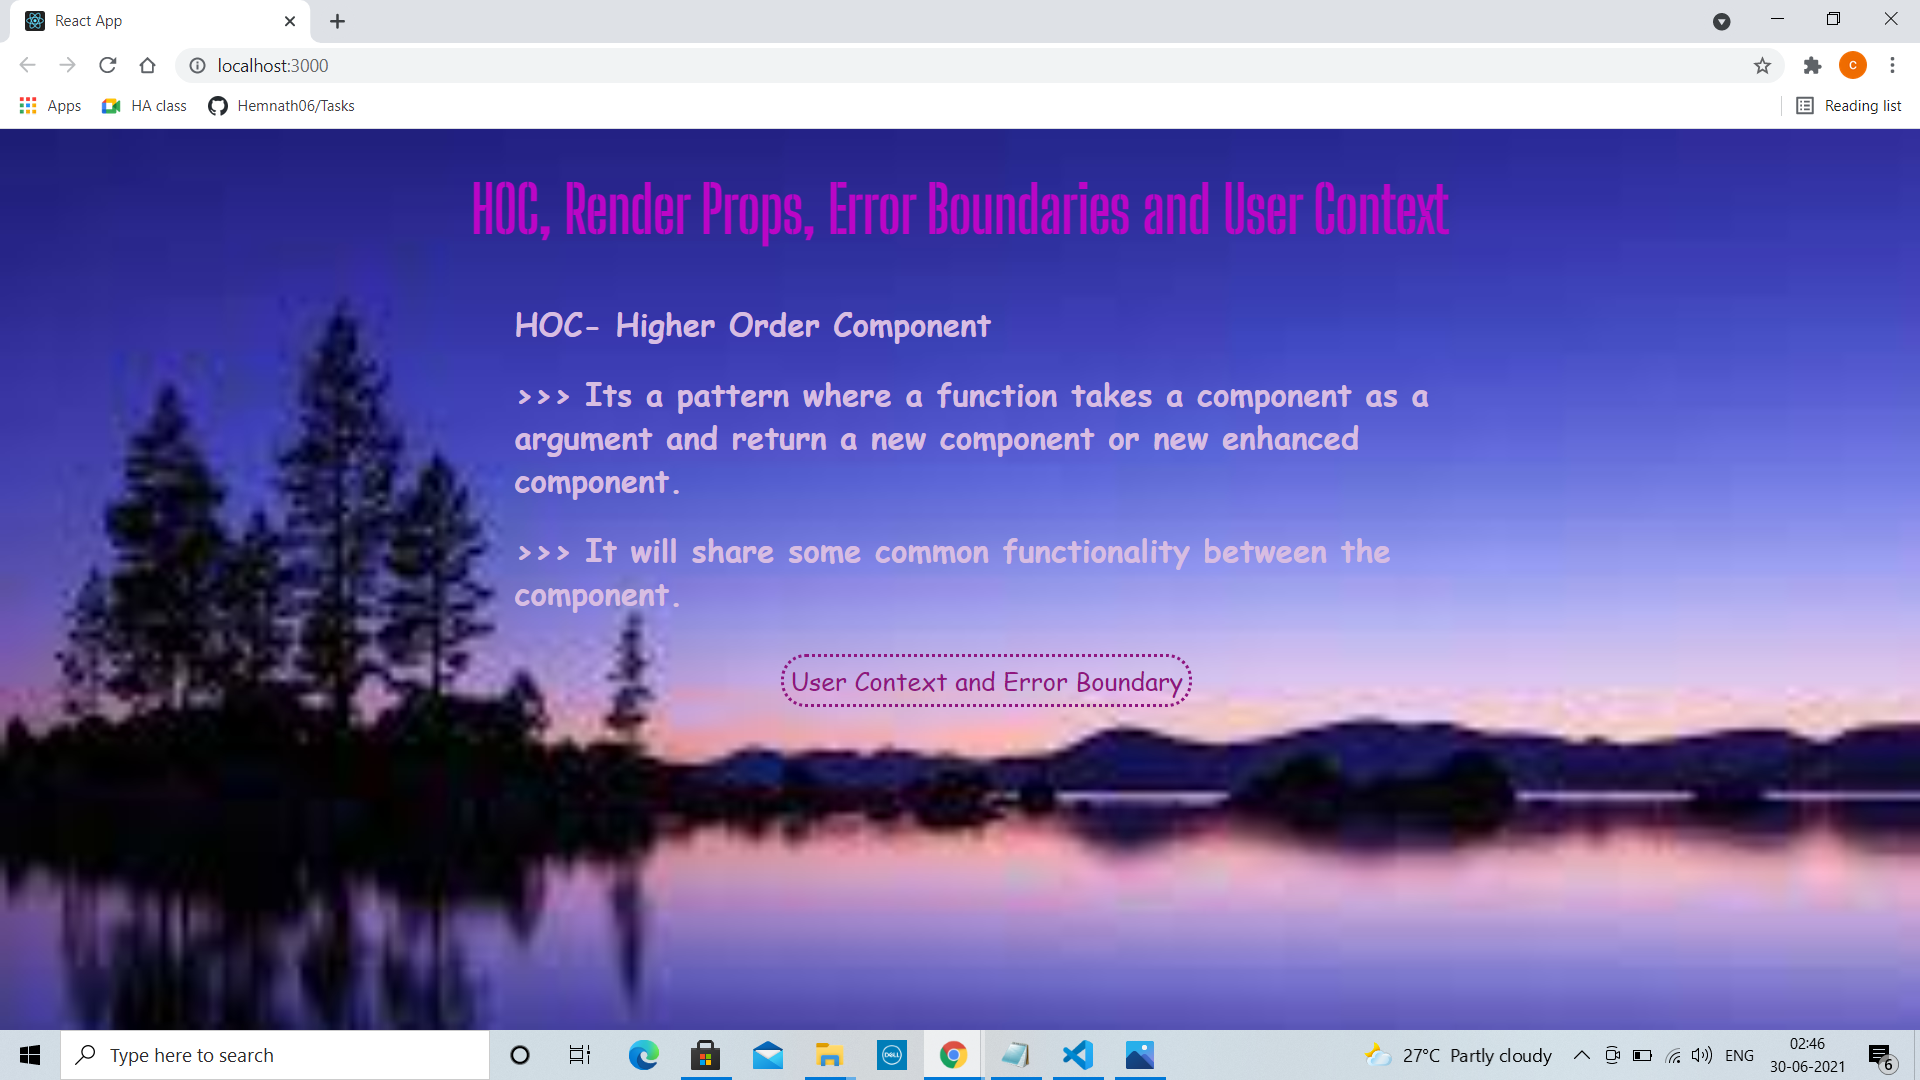 React App
localhost:3000
C
Apps
HA class
Hemnath06/Tasks
Reading list
HOC, Render Props, Error Boundaries and User Context
HOC- Higher Order Component
>>> Its a pattern where a function takes a component as a
argument and return a new component or new enhanced
component.
>>> It will share some common functionality between the
component.
User Context and Error Boundary
Type here to search
DELL
27°C Partly cloudy
ENG
02:46
30-06-2021
6